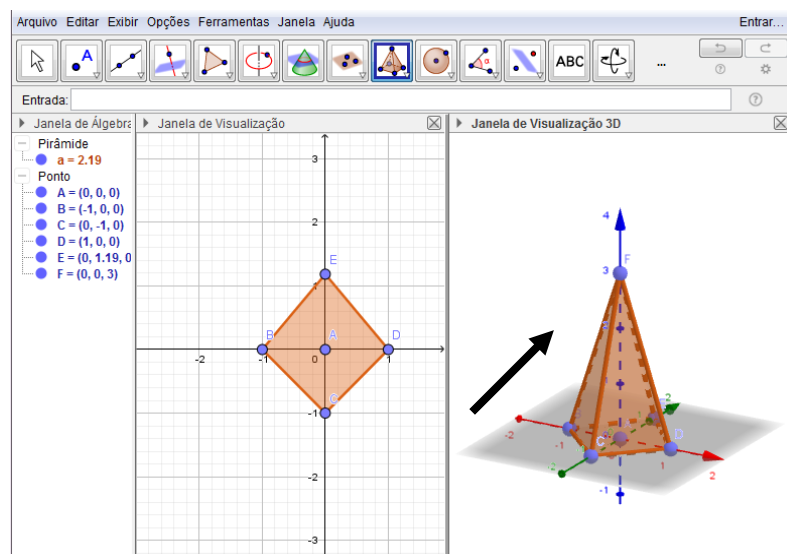 Arquivo Editar Exibir Opções Ferramentas Janela Ajuda Entrar...
A α ABC ...
Entrada:
Janela de Álgebra
Pirâmide
a = 2.19
Ponto
A = (0, 0, 0)
B = (-1, 0, 0)
C = (0, -1, 0)
D = (1, 0, 0)
E = (0, 1.19, 0
F = (0, 0, 3)
Janela de Visualização
3
2
E
1
B A D
-2 -1 0 1
C
-1
-2
-3
Janela de Visualização 3D
4
F
3
2
-2 -1 C D 1 2
-1